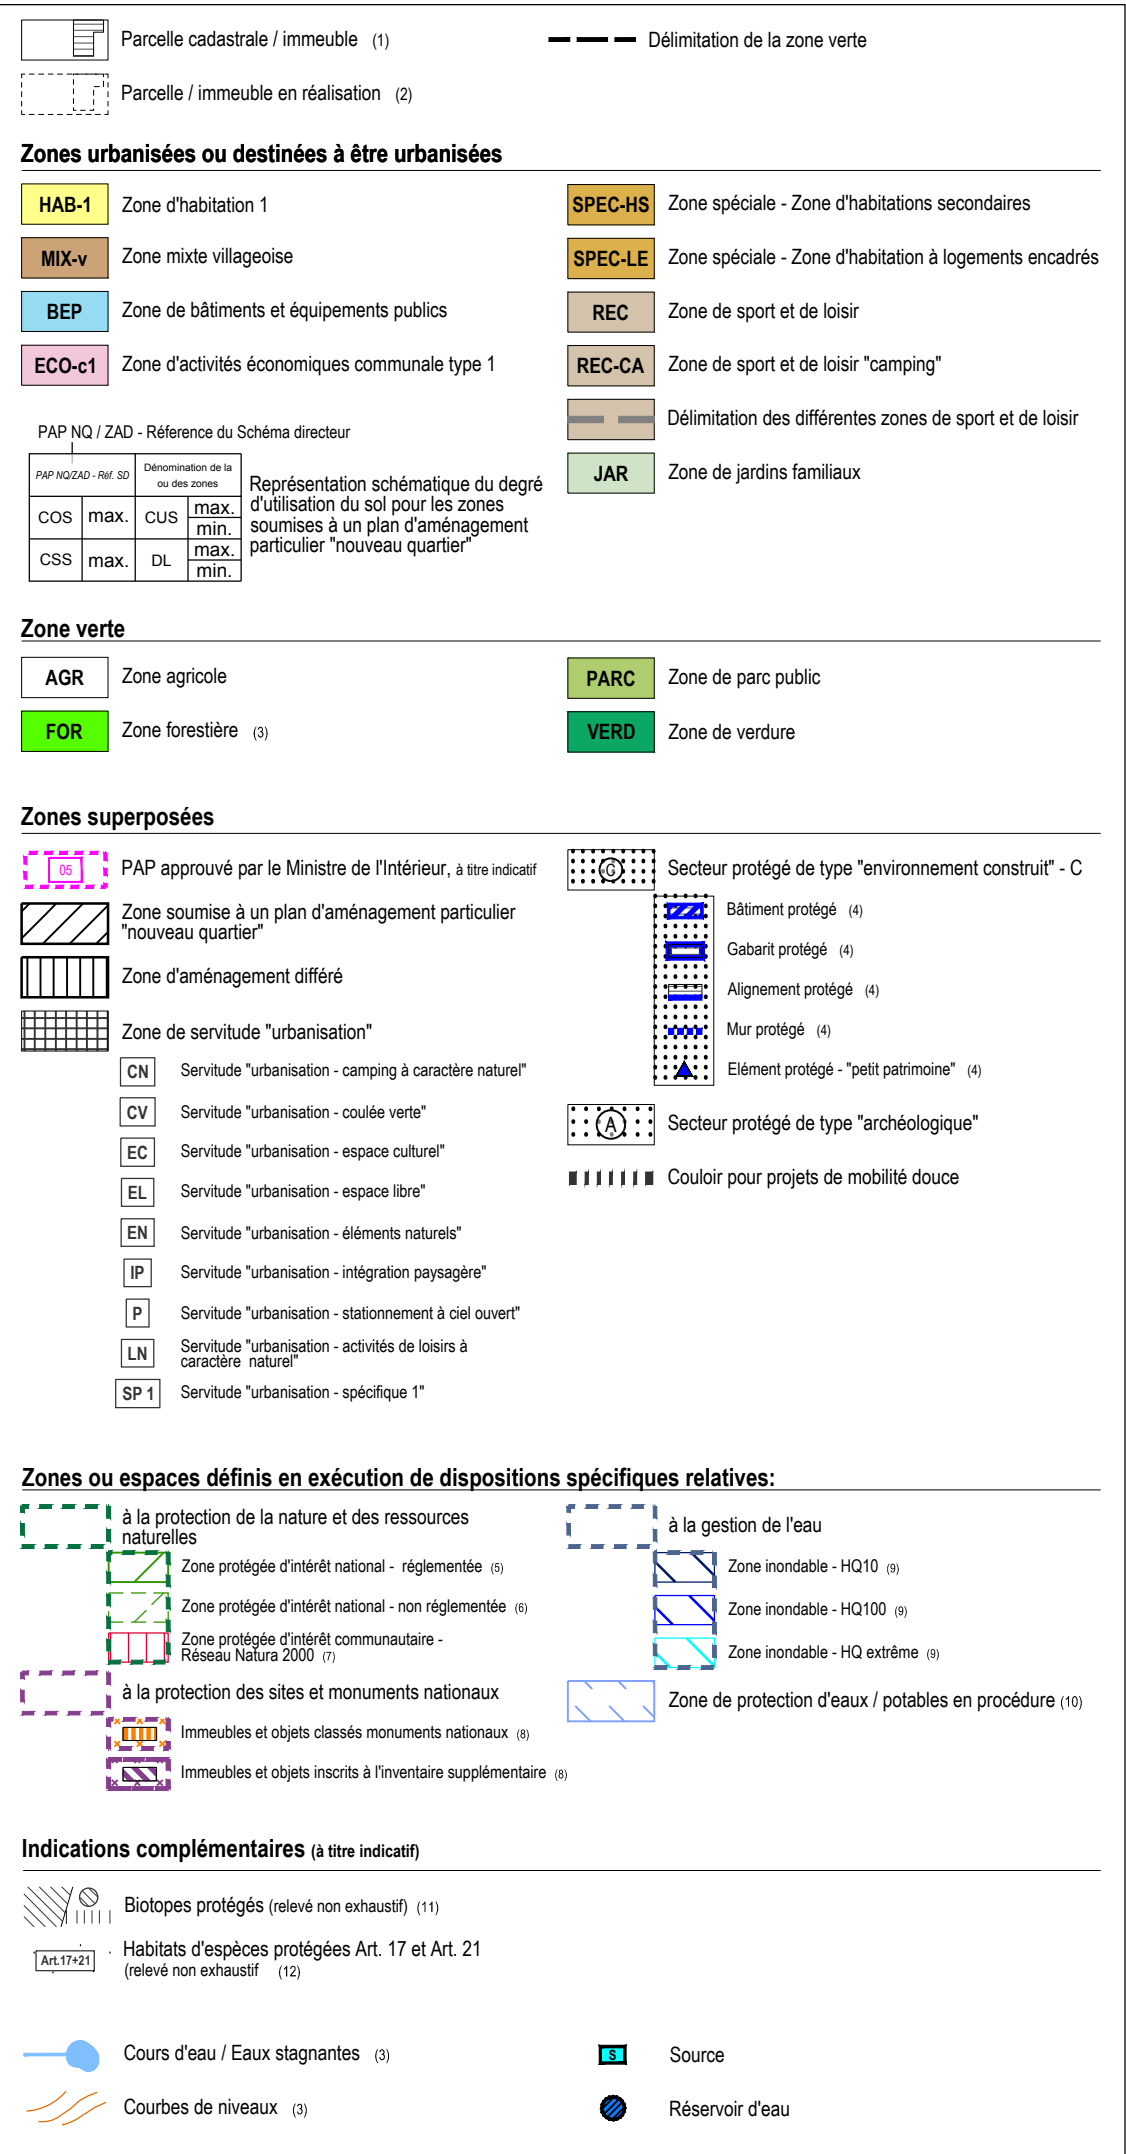 Parcelle cadastrale / immeuble (1)
Délimitation de la zone verte
Parcelle / immeuble en réalisation (2)
Zones urbanisées ou destinées à être urbanisées
HAB-1 Zone d'habitation 1
MIX-v Zone mixte villageoise
BEP Zone de bâtiments et équipements publics
ECO-c1 Zone d'activités économiques communale type 1
SPEC-HS Zone spéciale - Zone d'habitations secondaires
SPEC-LE Zone spéciale - Zone d'habitation à logements encadrés
REC Zone de sport et de loisir
REC-CA Zone de sport et de loisir "camping"
Délimitation des différentes zones de sport et de loisir
JAR Zone de jardins familiaux
PAP NQ / ZAD - Réference du Schéma directeur
PAP NQ/ZAD - Réf. SD
Dénomination de la
ou des zones
COS max. CUS max.
min.
CSS max. DL max.
min.
Représentation schématique du degré
d'utilisation du sol pour les zones
soumises à un plan d'aménagement
particulier "nouveau quartier"
Zone verte
AGR Zone agricole
FOR Zone forestière (3)
PARC Zone de parc public
VERD Zone de verdure
Zones superposées
05 PAP approuvé par le Ministre de l'Intérieur, à titre indicatif
Zone soumise à un plan d'aménagement particulier
"nouveau quartier"
Zone d'aménagement différé
Zone de servitude "urbanisation"
CN Servitude "urbanisation - camping à caractère naturel"
CV Servitude "urbanisation - coulée verte"
EC Servitude "urbanisation - espace culturel"
EL Servitude "urbanisation - espace libre"
EN Servitude "urbanisation - éléments naturels"
IP Servitude "urbanisation - intégration paysagère"
P Servitude "urbanisation - stationnement à ciel ouvert"
LN Servitude "urbanisation - activités de loisirs à
caractère naturel"
SP 1 Servitude "urbanisation - spécifique 1"
C Secteur protégé de type "environnement construit" - C
Bâtiment protégé (4)
Gabarit protégé (4)
Alignement protégé (4)
Mur protégé (4)
Elément protégé - "petit patrimoine" (4)
A Secteur protégé de type "archéologique"
Couloir pour projets de mobilité douce
Zones ou espaces définis en exécution de dispositions spécifiques relatives:
à la protection de la nature et des ressources
naturelles
Zone protégée d'intérêt national - réglementée (5)
Zone protégée d'intérêt national - non réglementée (6)
Zone protégée d'intérêt communautaire -
Réseau Natura 2000 (7)
à la protection des sites et monuments nationaux
Immeubles et objets classés monuments nationaux (8)
Immeubles et objets inscrits à l'inventaire supplémentaire (8)
à la gestion de l'eau
Zone inondable - HQ10 (9)
Zone inondable - HQ100 (9)
Zone inondable - HQ extrême (9)
Zone de protection d'eaux / potables en procédure (10)
Indications complémentaires (à titre indicatif)
Biotopes protégés (relevé non exhaustif) (11)
Art.17+21 Habitats d'espèces protégées Art. 17 et Art. 21
(relevé non exhaustif (12)
Cours d'eau / Eaux stagnantes (3)
Courbes de niveaux (3)
S Source
Réservoir d'eau